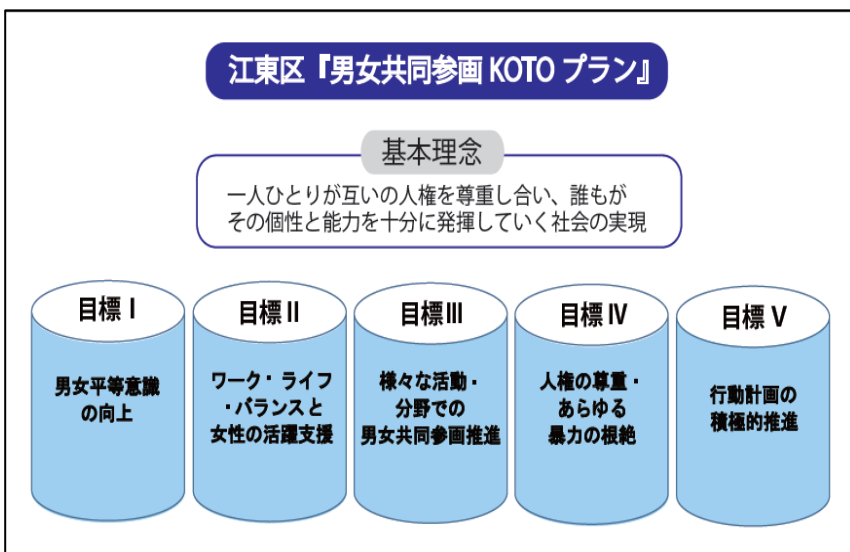 江東区『男女共同参画 KOTO プラン』
基本理念
一人ひとりが互いの人権を尊重し合い、誰もが
その個性と能力を十分に発揮していく社会の実現
目標 I
男女平等意識
の向上
目標 II
ワーク・ライフ
・バランスと
女性の活躍支援
目標 III
様々な活動・
分野での
男女共同参画推進
目標 IV
人権の尊重・
あらゆる
暴力の根絶
目標 V
行動計画の
積極的推進